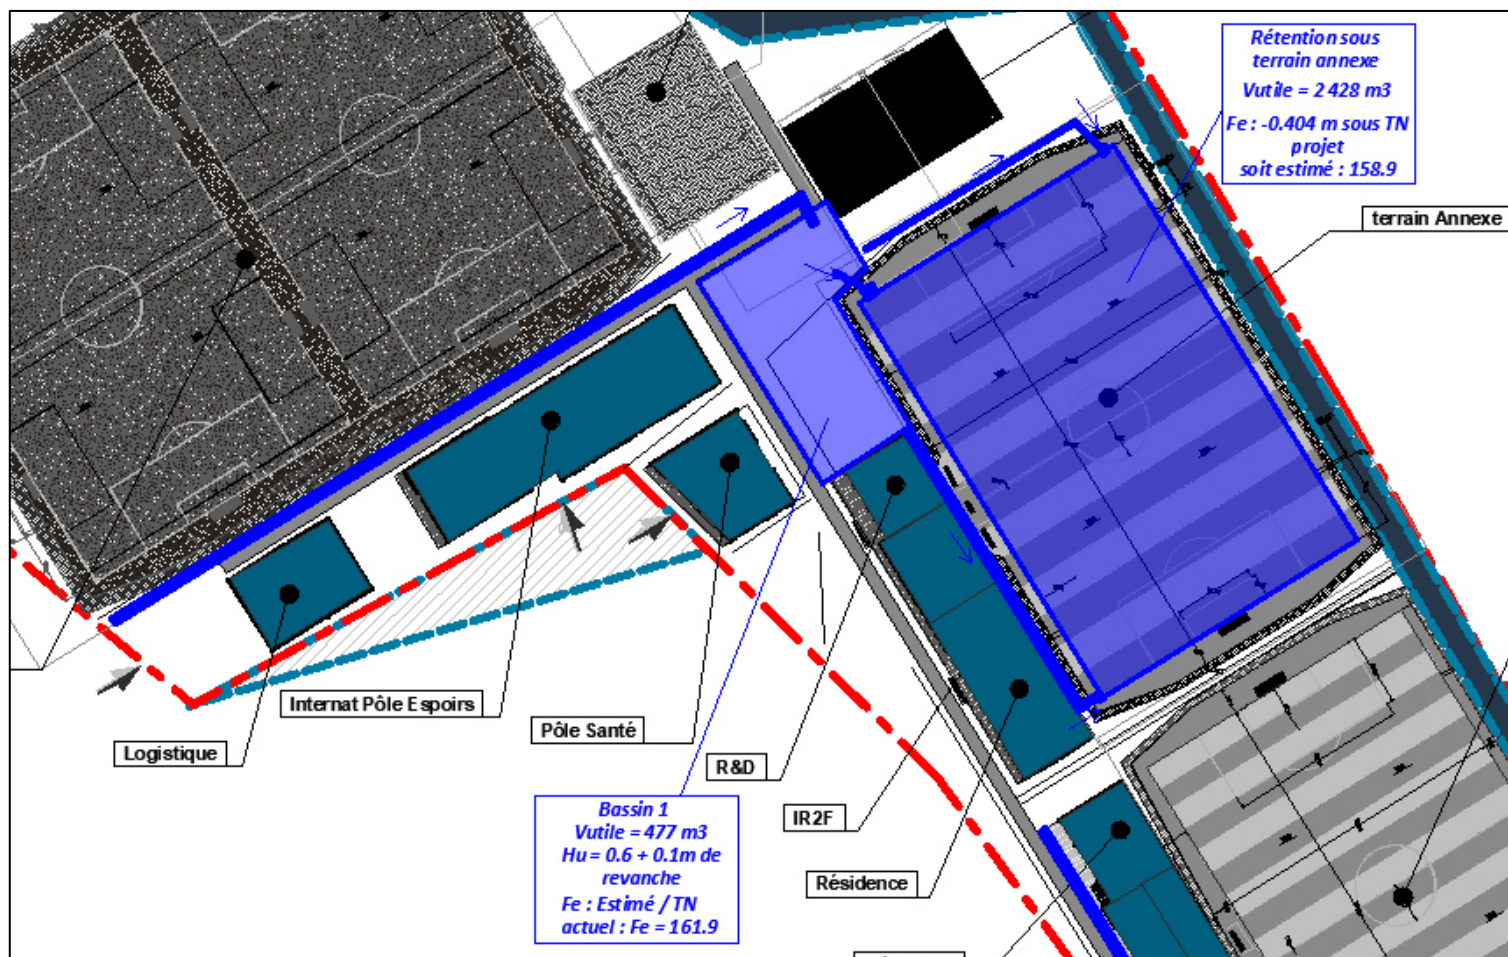 Rétention sous
terrain annexe
Vutile = 2 428 m3
Fe : -0.404 m sous TN
projet
soit estimé : 158.9
terrain Annexe
Internat Pôle Espoirs
Logistique
Pôle Santé
R&D
IR2F
Résidence
Bassin 1
Vutile = 477 m3
Hu = 0.6 + 0.1m de
revanche
Fe : Estimé / TN
actuel : Fe = 161.9